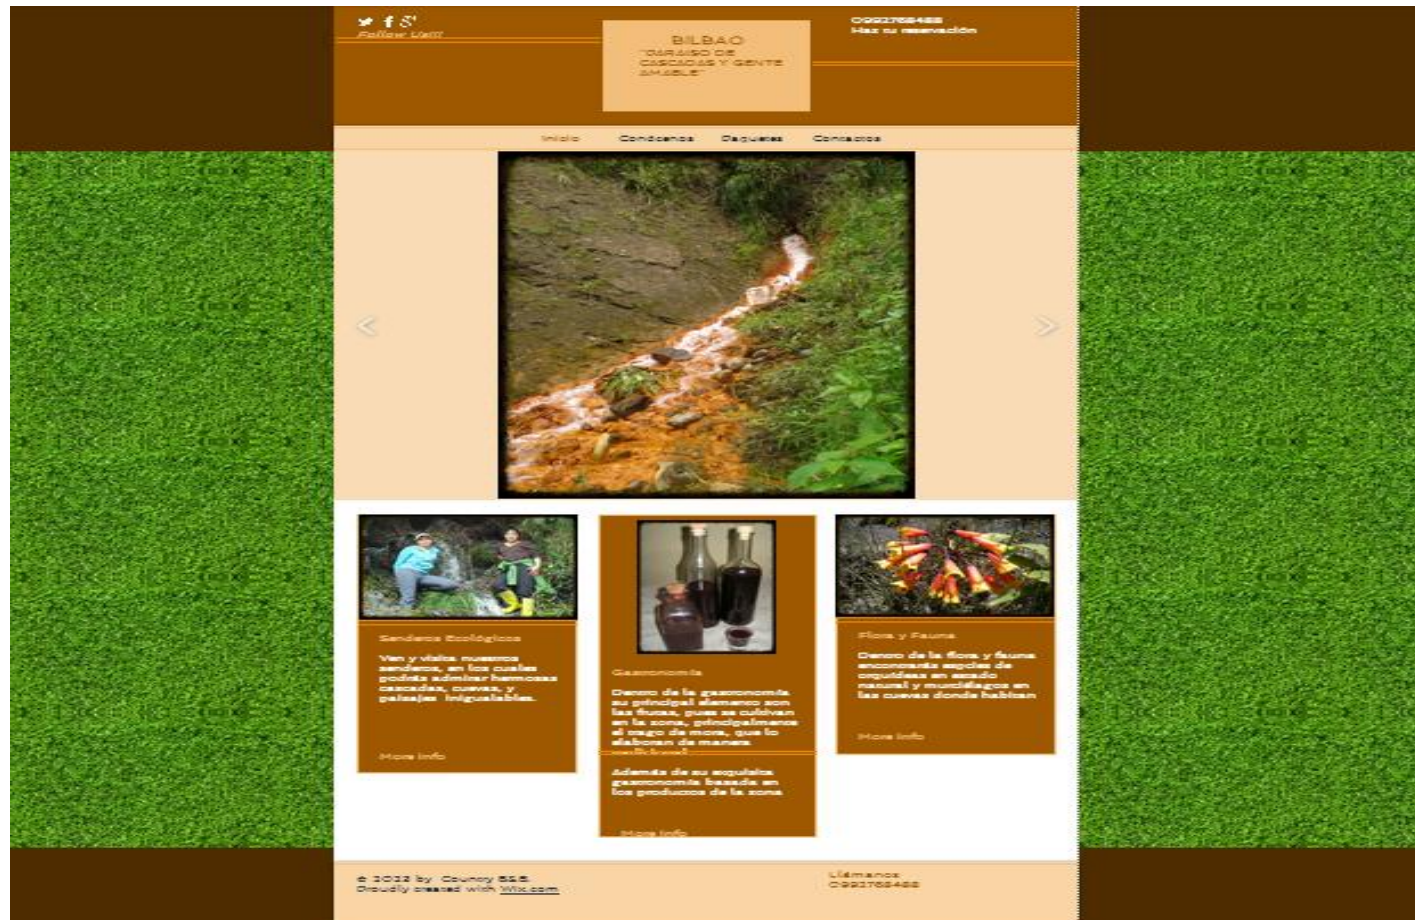 Follow Us!!!
BILBAO
"PARAISO DE
CASCADAS Y GENTE
AMABLE"
0992768488
Haz tu reservación
Inicio Conócenos Paquetes Contactos
Senderos Ecológicos
Ven y visita nuestros
senderos, en los cuales
podrás admirar hermosas
cascadas, cuevas, y
paisajes inigualables.
More Info
Gastronomía
Dentro de la gastronomía
su principal elemento son
las frutas, pues se cultivan
en la zona, principalmente
el trago de mora, que lo
elaboran de manera
Además de su exquisita
gastronomía basada en
los productos de la zona
More Info
Flora y Fauna
Dentro de la flora y fauna
encontrarás
orquídeas en estado
natural y murciélagos en
las cuevas donde habitan
More Info
by Country B&B.
Proudly created with Wix.com
Llámanos
0992768488